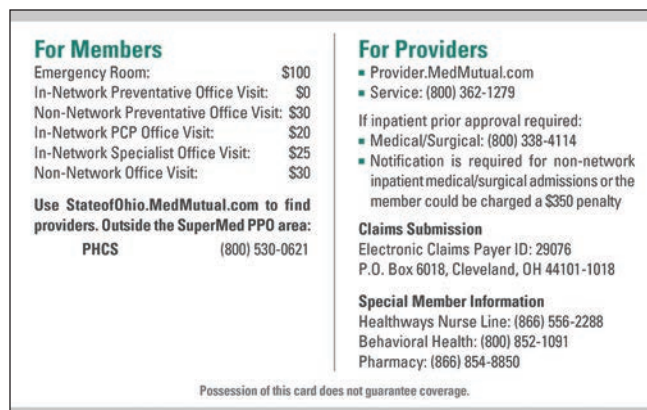 For Members
Emergency Room: $100
In-Network Preventative Office Visit: $0
Non-Network Preventative Office Visit: $30
In-Network PCP Office Visit: $20
In-Network Specialist Office Visit: $25
Non-Network Office Visit: $30
Use StateofOhio.MedMutual.com to find
providers. Outside the SuperMed PPO area:
PHCS (800) 530-0621
For Providers
▪ Provider.MedMutual.com
▪ Service: (800) 362-1279
If inpatient prior approval required:
▪ Medical/Surgical: (800) 338-4114
▪ Notification is required for non-network
inpatient medical/surgical admissions or the
member could be charged a $350 penalty
Claims Submission
Electronic Claims Payer ID: 29076
P.O. Box 6018, Cleveland, OH 44101-1018
Special Member Information
Healthways Nurse Line: (866) 556-2288
Behavioral Health: (800) 852-1091
Pharmacy: (866) 854-8850
Possession of this card does not guarantee coverage.